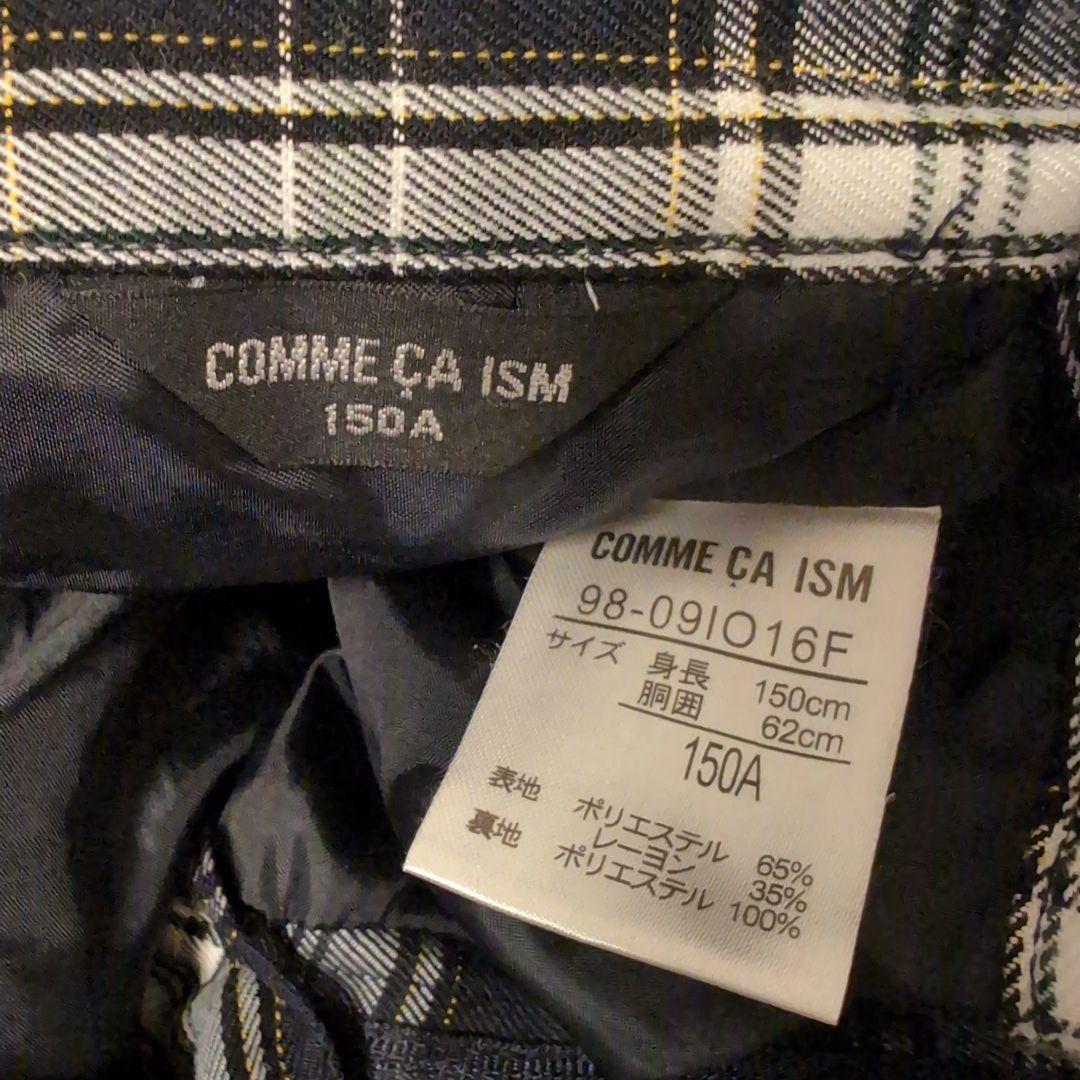 COMME ÇA ISM
150A
COMME ÇA ISM
98-09IO16F
サイズ 身長 150cm
胴囲 62cm
150A
表地 ポリエステル 65%
レーヨン 35%
裏地 ポリエステル 100%